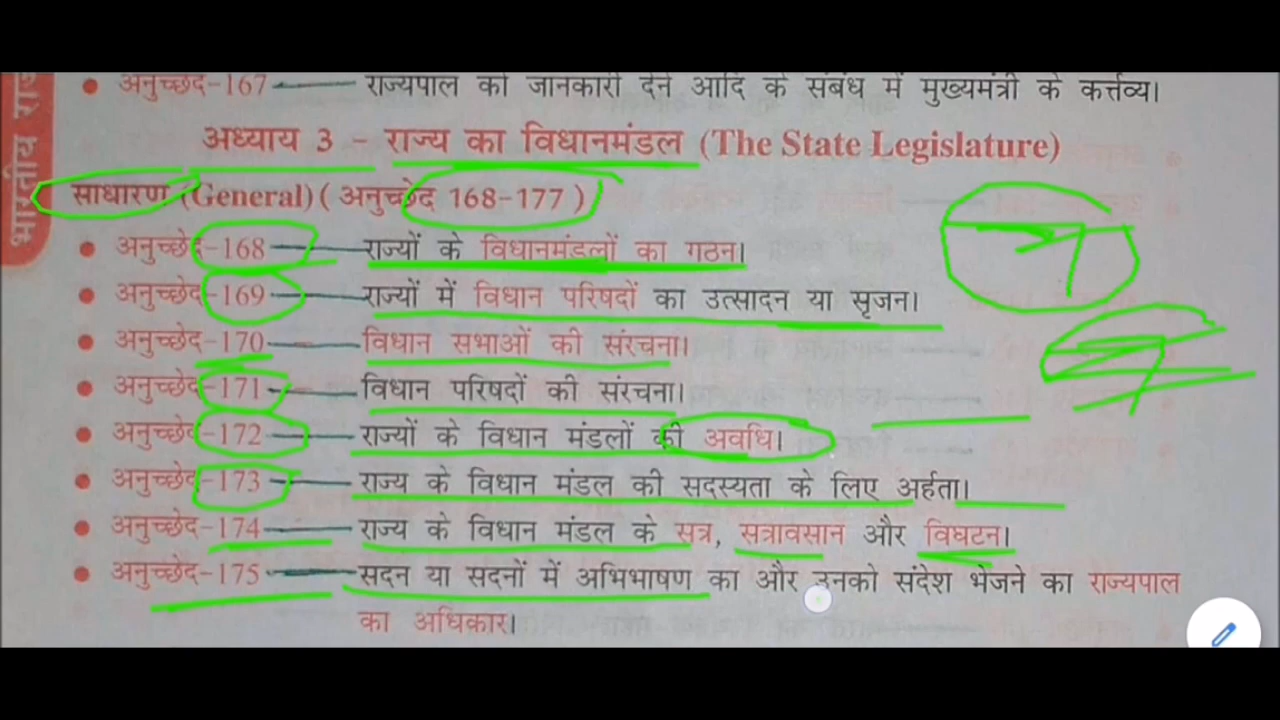 भारतीय राज
• अनुच्छेद-167 राज्यपाल को जानकारी देने आदि के संबंध में मुख्यमंत्री के कर्त्तव्य।
अध्याय 3 - राज्य का विधानमंडल (The State Legislature)
साधारण (General) ( अनुच्छेद 168-177 )
• अनुच्छेद-168 राज्यों के विधानमंडलों का गठन।
• अनुच्छेद-169 राज्यों में विधान परिषदों का उत्सादन या सृजन।
• अनुच्छेद-170 विधान सभाओं की संरचना।
• अनुच्छेद-171 विधान परिषदों की संरचना।
• अनुच्छेद-172 राज्यों के विधान मंडलों की अवधि।
• अनुच्छेद-173 राज्य के विधान मंडल की सदस्यता के लिए अर्हता।
• अनुच्छेद-174 राज्य के विधान मंडल के सत्र, सत्रावसान और विघटन।
• अनुच्छेद-175 सदन या सदनों में अभिभाषण का और उनको संदेश भेजने का राज्यपाल
का अधिकार।